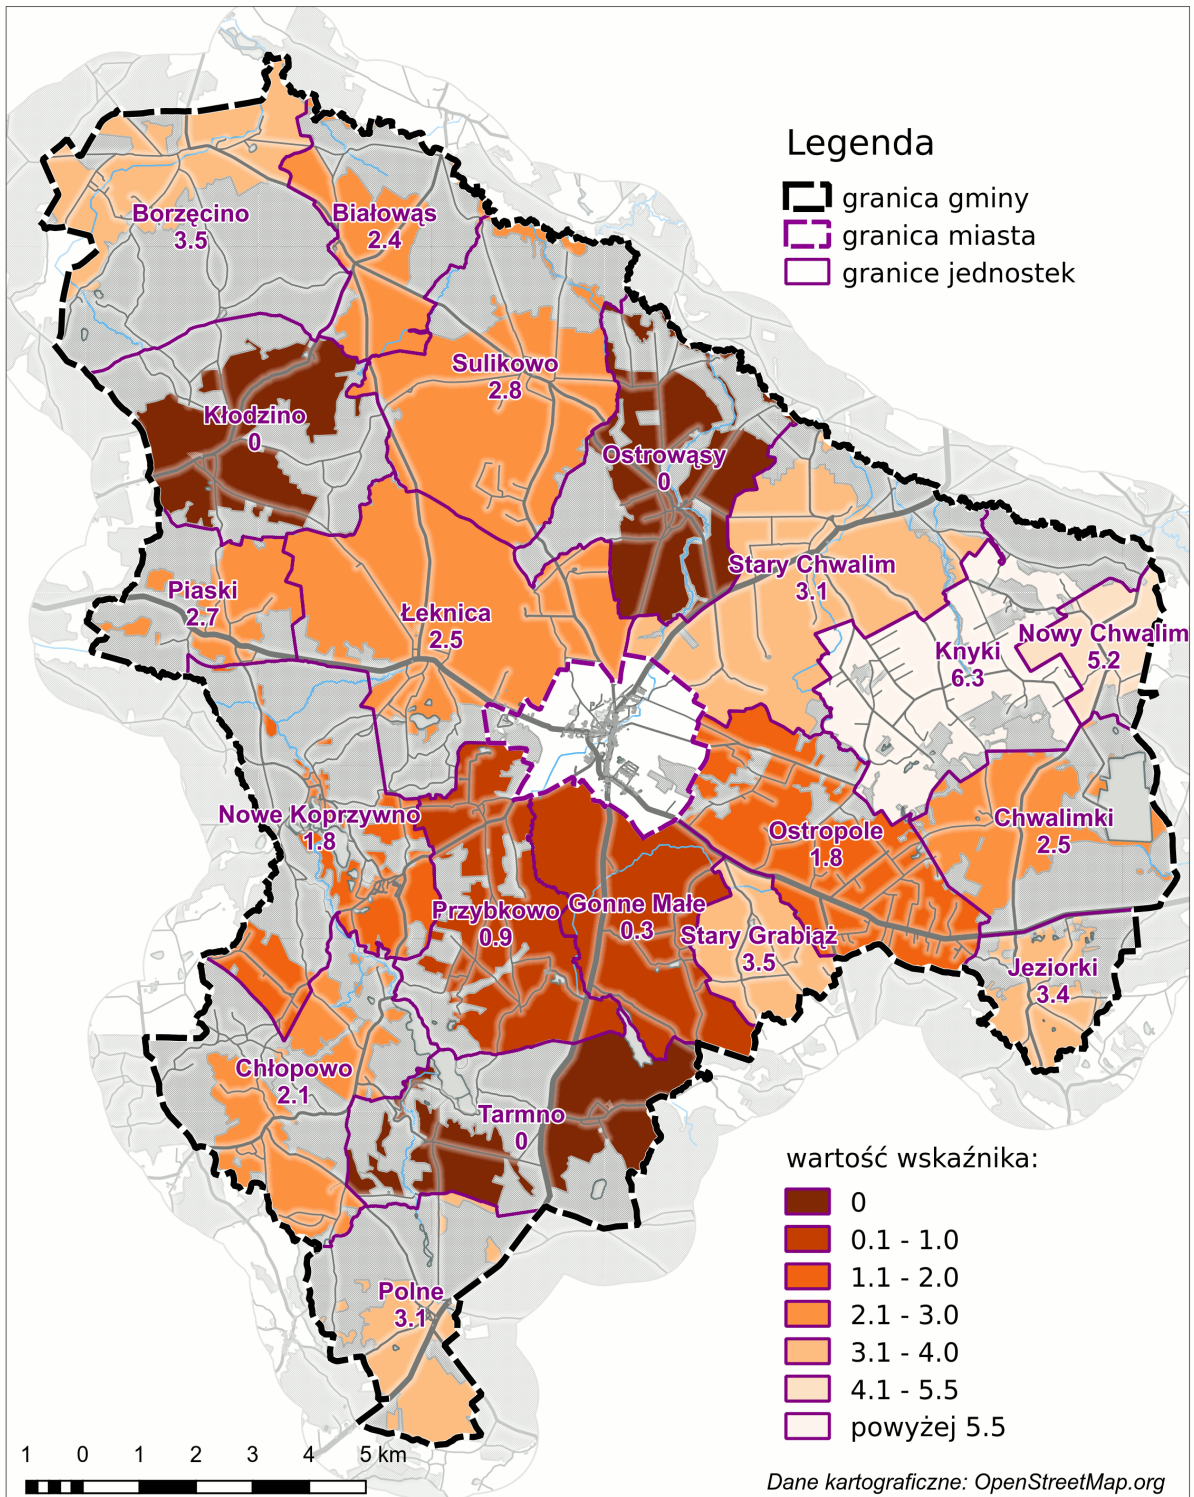 Legenda
granica gminy
granica miasta
granice jednostek
Borzęcino
3.5
Białowąs
2.4
Sulikowo
2.8
Kłodzino
0
Ostrowąsy
0
Stary Chwalim
3.1
Piaski
2.7
Łeknica
2.5
Knyki
6.3
Nowy Chwalim
5.2
Nowe Koprzywno
1.8
Ostropole
1.8
Chwalimki
2.5
Przybkowo
0.9
Gonne Małe
0.3
Stary Grabiąż
3.5
Jeziorki
3.4
Chłopowo
2.1
Tarmno
0
Polne
3.1
wartość wskaźnika:
0
0.1 - 1.0
1.1 - 2.0
2.1 - 3.0
3.1 - 4.0
4.1 - 5.5
powyżej 5.5
1 0 1 2 3 4 5 km
Dane kartograficzne: OpenStreetMap.org